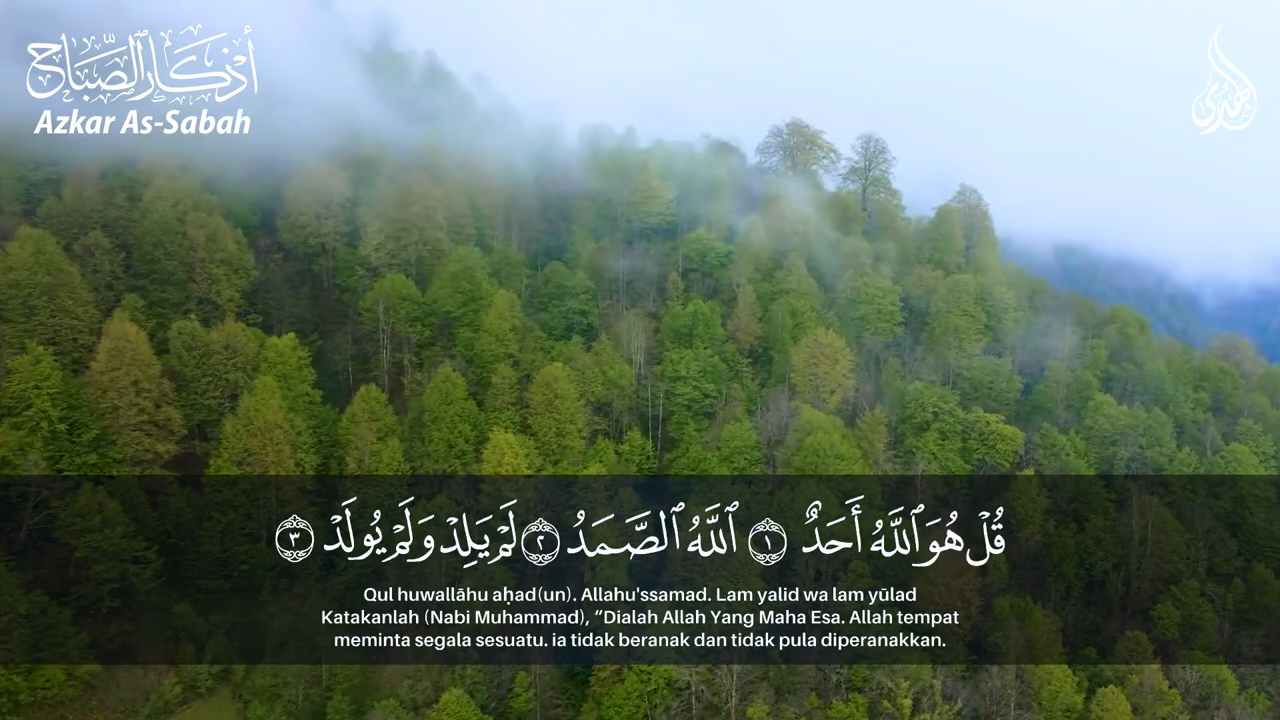 أذكار الصباح
Azkar As-Sabah
الهدى
قُلْ هُوَ ٱللَّهُ أَحَدٌ ١ ٱللَّهُ ٱلصَّمَدُ ٢ لَمْ يَلِدْ وَلَمْ يُولَدْ ٣
Qul huwallāhu aḥad(un). Allahu'ssamad. Lam yalid wa lam yūlad
Katakanlah (Nabi Muhammad), “Dialah Allah Yang Maha Esa. Allah tempat
meminta segala sesuatu. ia tidak beranak dan tidak pula diperanakkan.